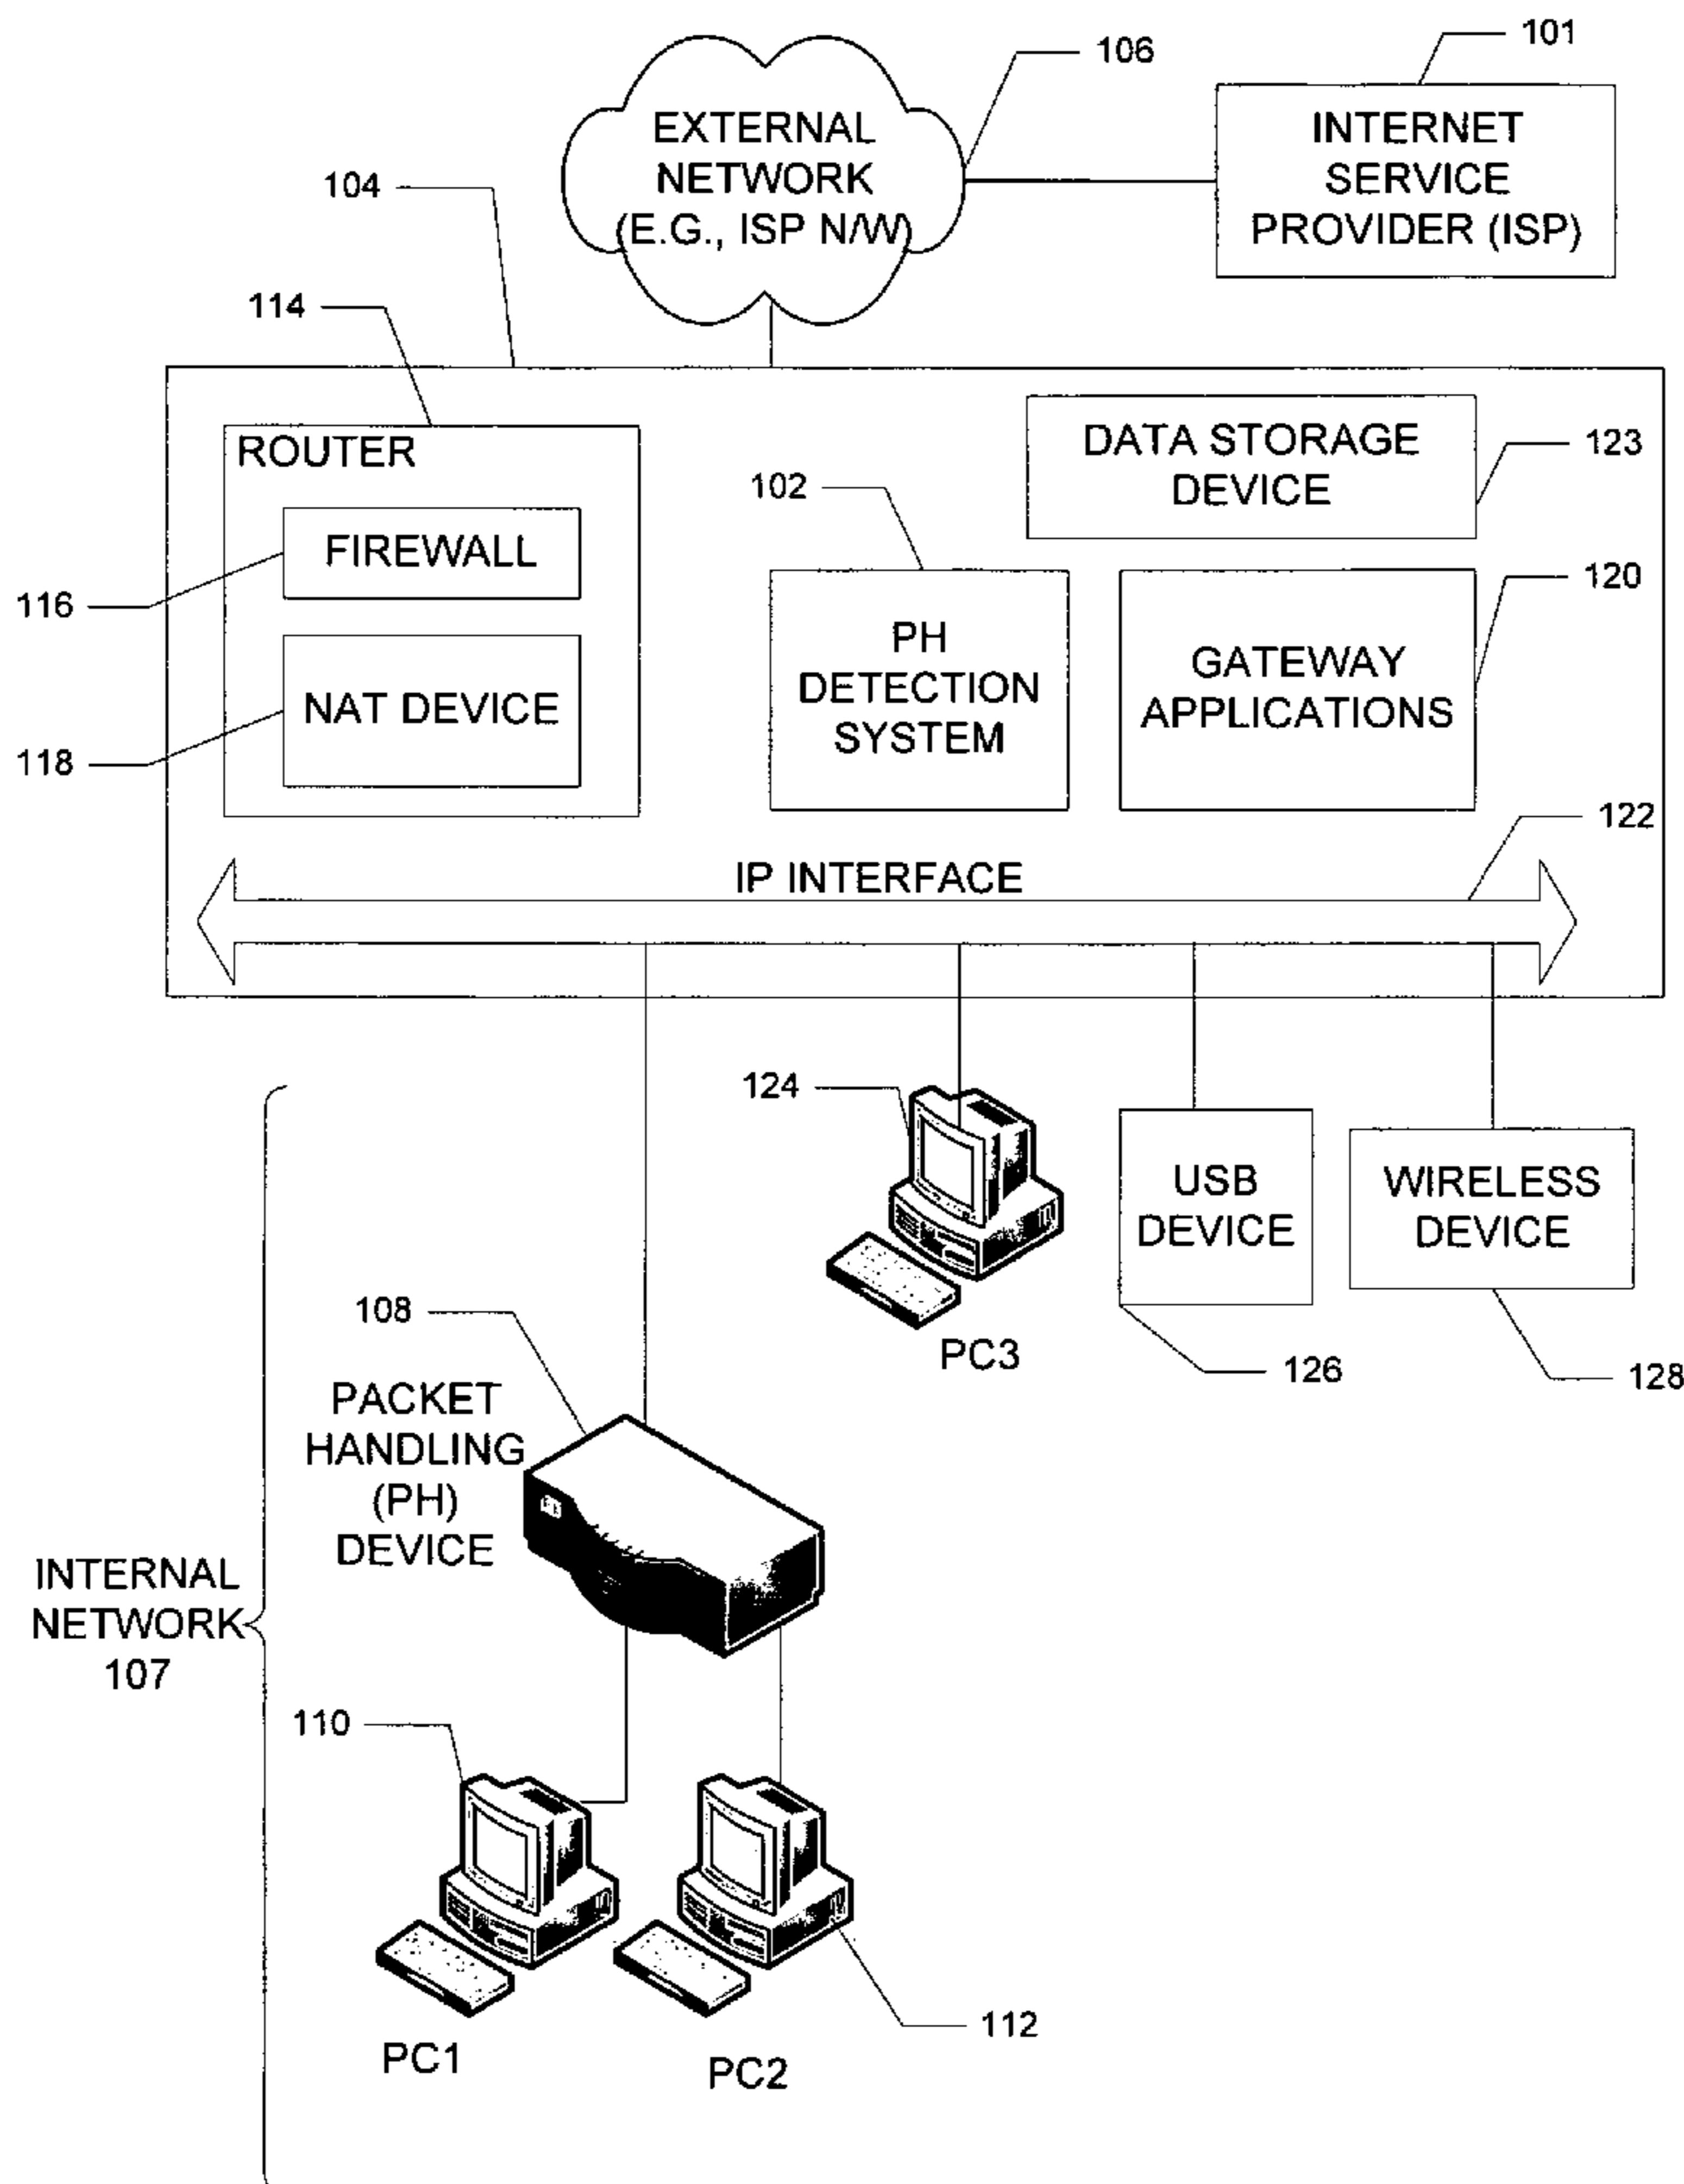 106
101
EXTERNAL
NETWORK
(E.G., ISP N/W)
INTERNET
SERVICE
PROVIDER (ISP)
104
114
ROUTER
FIREWALL
116
NAT DEVICE
118
DATA STORAGE
DEVICE
123
102
PH
DETECTION
SYSTEM
GATEWAY
APPLICATIONS
120
122
IP INTERFACE
124
PC3
USB
DEVICE
126
WIRELESS
DEVICE
128
108
PACKET
HANDLING
(PH)
DEVICE
INTERNAL
NETWORK
107
110
PC1
112
PC2